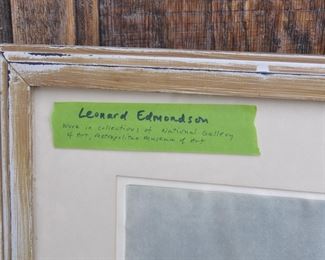 Leonard Edmondson
Work in collections of National Gallery
of Art, Metropolitan Museum of Art